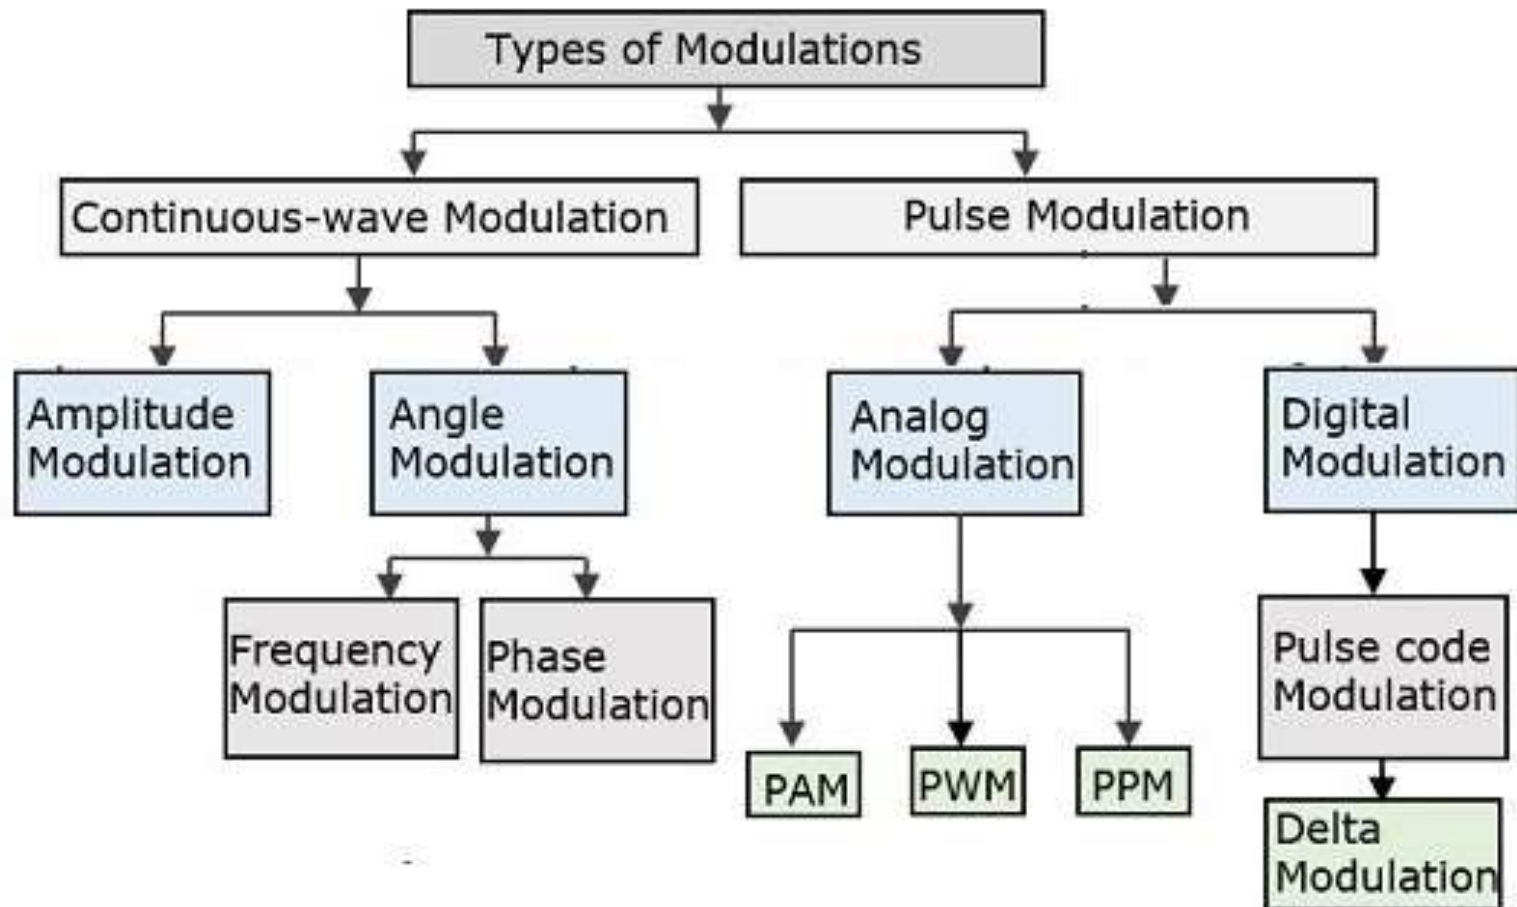 Types of Modulations
Continuous-wave Modulation
Pulse Modulation
Amplitude
Modulation
Angle
Modulation
Analog
Modulation
Digital
Modulation
Frequency
Modulation
Phase
Modulation
PAM
PWM
PPM
Pulse code
Modulation
Delta
Modulation